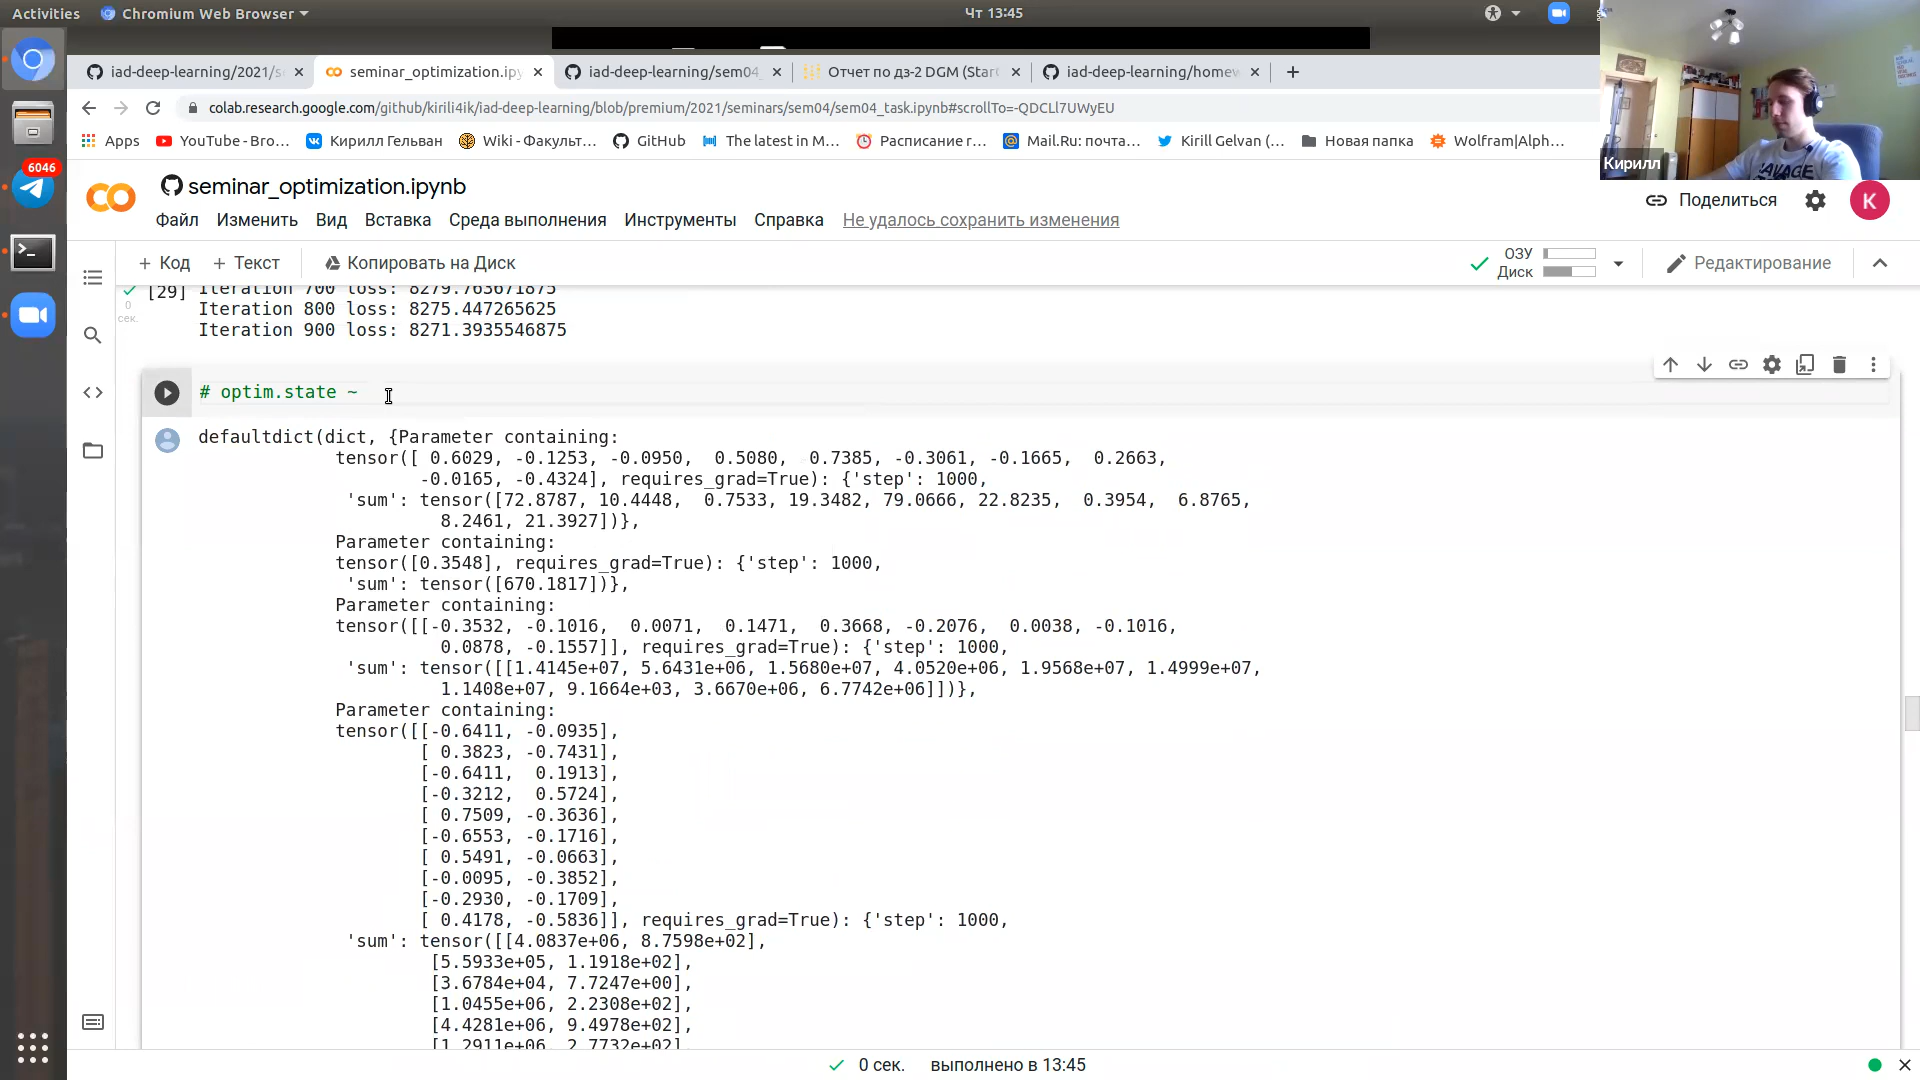 Activities
Chromium Web Browser
Чт 13:45
iad-deep-learning/2021/s
seminar_optimization.ipy
iad-deep-learning/sem04_
Отчет по дз-2 DGM (Star
iad-deep-learning/homew
colab.research.google.com/github/kirili4ik/iad-deep-learning/blob/premium/2021/seminars/sem04/sem04_task.ipynb#scrollTo=-QDCLl7UWyEU
Apps
YouTube - Bro...
Кирилл Гельван
Wiki - Факульт...
GitHub
The latest in M...
Расписание г...
Mail.Ru: почта...
Kirill Gelvan (...
Новая папка
Wolfram|Alph...
Кирилл
6046
seminar_optimization.ipynb
Поделиться
K
Файл
Изменить
Вид
Вставка
Среда выполнения
Инструменты
Справка
Не удалось сохранить изменения
+ Код
+ Текст
Копировать на Диск
ОЗУ
Диск
Редактирование
[29]
0
сек.
Iteration 700 loss: 8279.763671875
Iteration 800 loss: 8275.447265625
Iteration 900 loss: 8271.3935546875
# optim.state ~
defaultdict(dict, {Parameter containing:
tensor([ 0.6029, -0.1253, -0.0950,  0.5080, -0.7385, -0.3061, -0.1665,  0.2663,
-0.0165, -0.4324], requires_grad=True): {'step': 1000,
'sum': tensor([72.8787, 10.4448,  0.7533, 19.3482, 79.0666, 22.8235,  0.3954,  6.8765,
8.2461, 21.3927])},
Parameter containing:
tensor([0.3548], requires_grad=True): {'step': 1000,
'sum': tensor([670.1817])},
Parameter containing:
tensor([[-0.3532, -0.1016,  0.0071,  0.1471,  0.3668, -0.2076,  0.0038, -0.1016,
0.0878, -0.1557]], requires_grad=True): {'step': 1000,
'sum': tensor([[1.4145e+07, 5.6431e+06, 1.5680e+07, 4.0520e+06, 1.9568e+07, 1.4999e+07,
1.1408e+07, 9.1664e+03, 3.6670e+06, 6.7742e+06]])},
Parameter containing:
tensor([[-0.6411, -0.0935],
[ 0.3823, -0.7431],
[-0.6411,  0.1913],
[-0.3212,  0.5724],
[ 0.7509, -0.3636],
[-0.6553, -0.1716],
[ 0.5491, -0.0663],
[-0.0095, -0.3852],
[-0.2930, -0.1709],
[ 0.4178, -0.5836]], requires_grad=True): {'step': 1000,
'sum': tensor([[4.0837e+06, 8.7598e+02],
[5.5933e+05, 1.1918e+02],
[3.6784e+04, 7.7247e+00],
[1.0455e+06, 2.2308e+02],
[4.4281e+06, 9.4978e+02],
[1.2911e+06, 2.7732e+02],
0 сек.
выполнено в 13:45